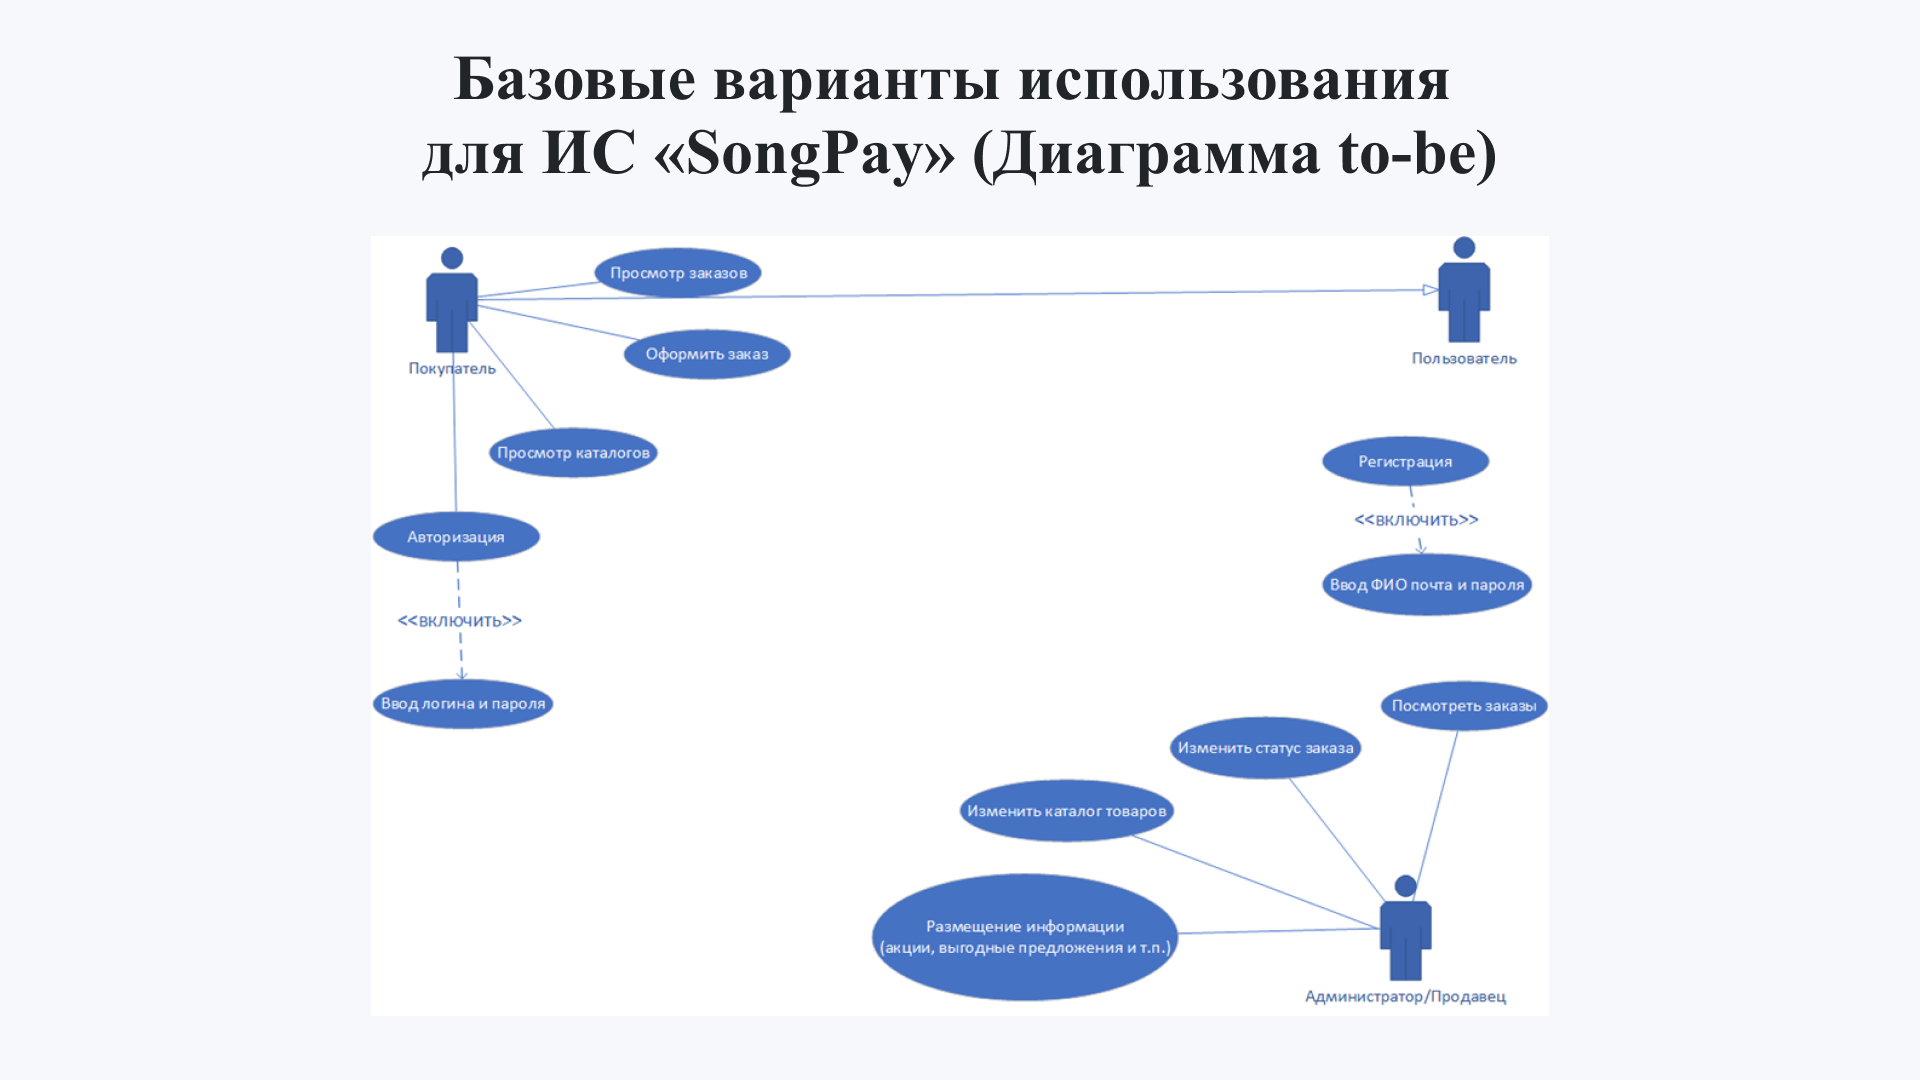 Базовые варианты использования
для ИС «SongPay» (Диаграмма to-be)
Просмотр заказов
Оформить заказ
Покупатель
Пользователь
Просмотр каталогов
Регистрация
<<включить>>
Авторизация
Ввод ФИО почта и пароля
<<включить>>
Ввод логина и пароля
Посмотреть заказы
Изменить статус заказа
Изменить каталог товаров
Размещение информации
(акции, выгодные предложения и т.п.)
Администратор/Продавец